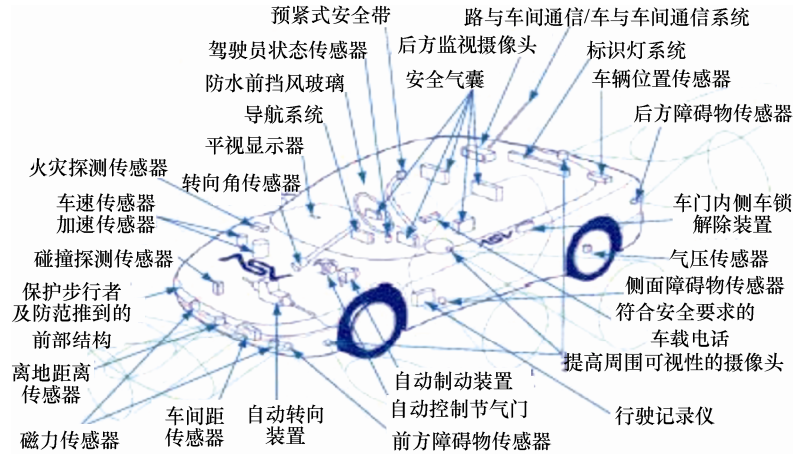 预紧式安全带
路与车间通信/车与车间通信系统
驾驶员状态传感器
后方监视摄像头
标识灯系统
防水前挡风玻璃
安全气囊
车辆位置传感器
导航系统
后方障碍物传感器
平视显示器
火灾探测传感器
转向角传感器
车速传感器
加速传感器
车门内侧车锁
解除装置
碰撞探测传感器
气压传感器
ASV
ASV
侧面障碍物传感器
保护步行者
及防范推到的
前部结构
符合安全要求的
车载电话
提高周围可视性的摄像头
离地距离
传感器
自动制动装置
自动控制节气门
行驶记录仪
车间距
传感器
自动转向
装置
磁力传感器
前方障碍物传感器